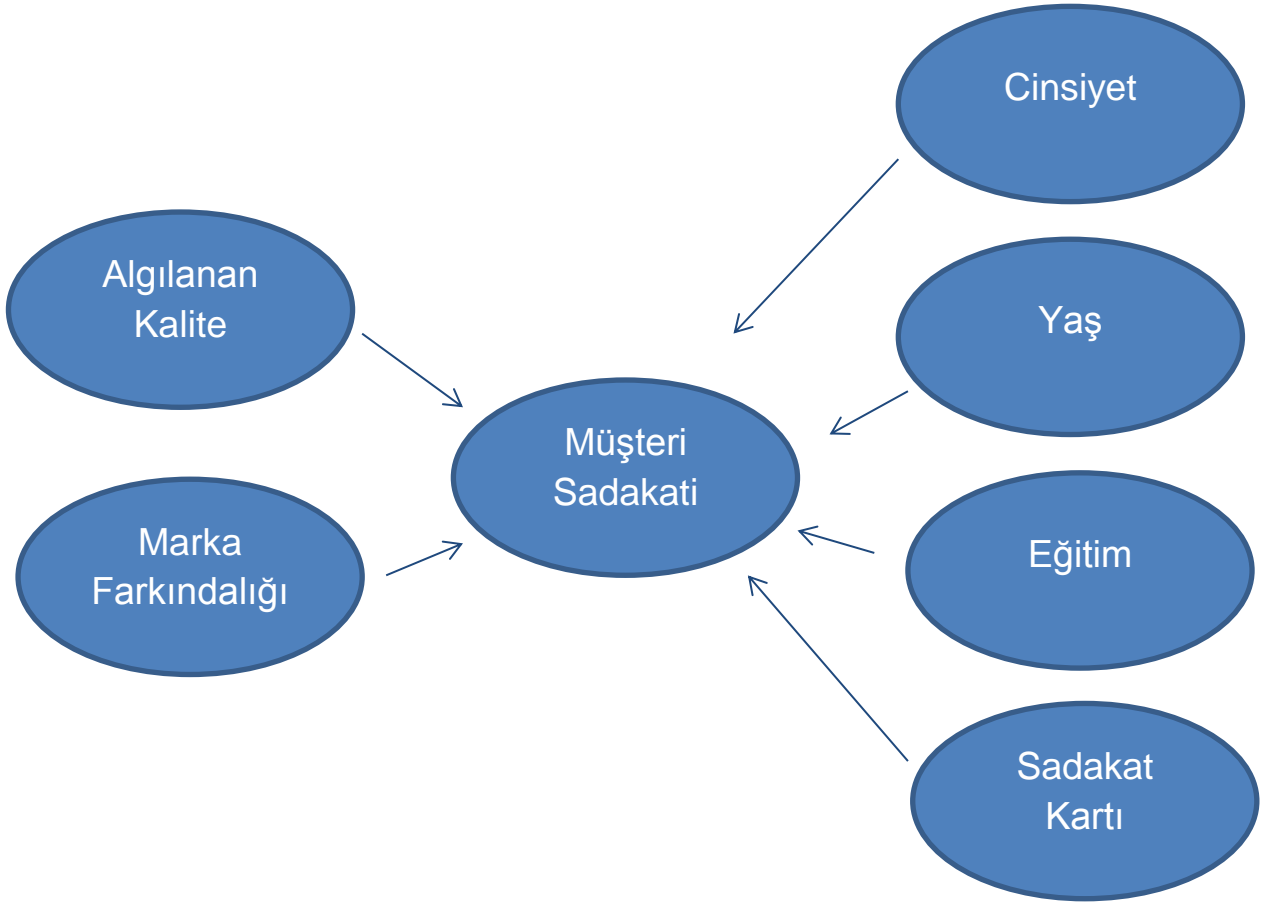 Cinsiyet
Algılanan
Kalite
Yaş
Müşteri
Sadakati
Marka
Farkındalığı
Eğitim
Sadakat
Kartı